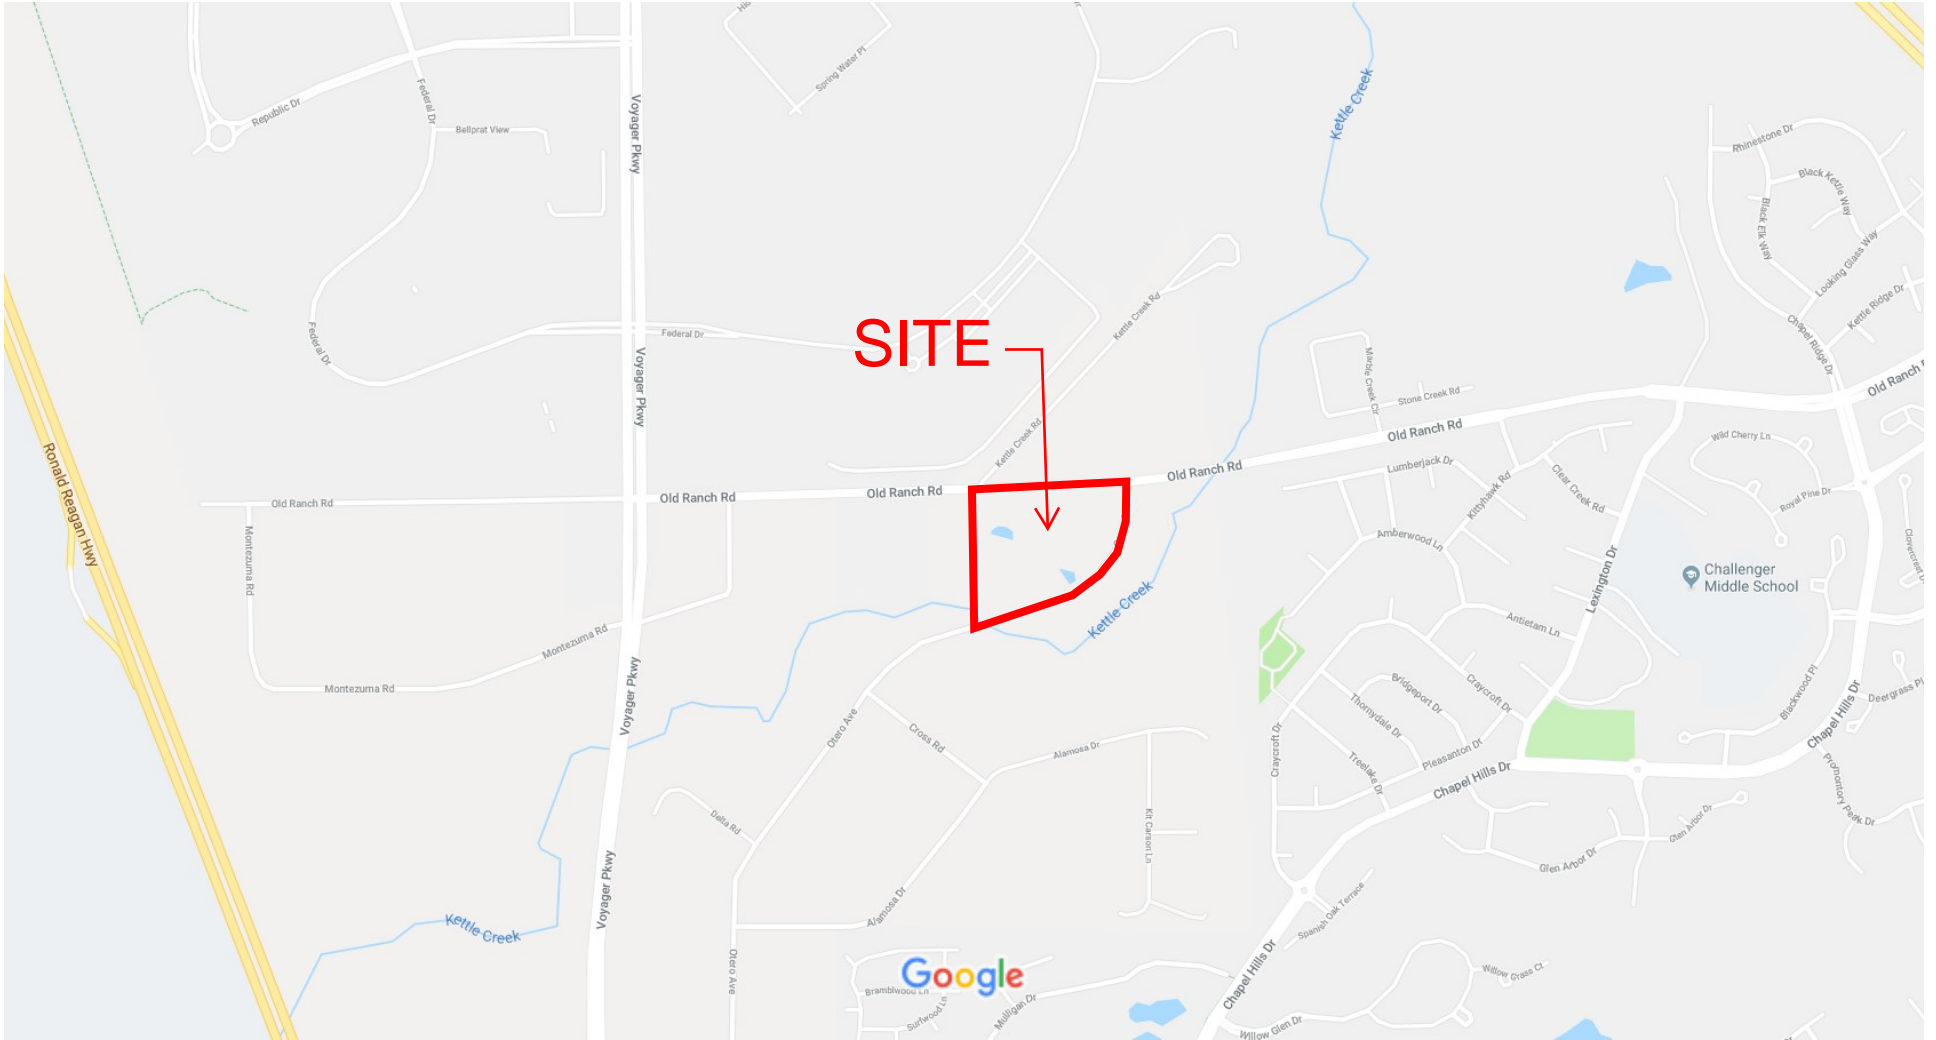 Spring Water Pl
Republic Dr
Federal Dr
Bellprat View
Voyager Pkwy
Kettle Creek
Rhinestone Dr
Black Kettle Way
Black Elk Way
Looking Glass Way
Kettle Ridge Dr
Chapel Ridge Dr
Federal Dr
Federal Dr
Voyager Pkwy
SITE
Kettle Creek Rd
Kettle Creek Rd
Marble Creek Cir
Stone Creek Rd
Old Ranch
Old Ranch Rd
Old Ranch Rd
Old Ranch Rd
Old Ranch Rd
Old Ranch Rd
Ronald Reagan Hwy
Lumberjack Dr
Kittyhawk Rd
Clear Creek Rd
Wild Cherry Ln
Royal Pine Dr
Amberwood Ln
Lexington Dr
Challenger
Middle School
Clovercrest D
Montezuma Rd
Montezuma Rd
Montezuma Rd
Kettle Creek
Antietam Ln
Voyager Pkwy
Otero Ave
Cross Rd
Alamosa Dr
Craycroft Dr
Bridgeport Dr
Thornydale Dr
Craycroft Dr
Treelake Dr
Pleasanton Dr
Chapel Hills Dr
Blackwood Pl
Chapel Hills Dr
Deergrass Pl
Promontory Peak Dr
Delta Rd
Kit Carson Ln
Glen Arbor Dr
Glen Arbor Dr
Voyager Pkwy
Alamosa Dr
Spanish Oak Terrace
Kettle Creek
Otero Ave
Google
Bramblwood Ln
Surfwood Ln
Mulligan Dr
Chapel Hills Dr
Willow Grass Ct
Willow Glen Dr